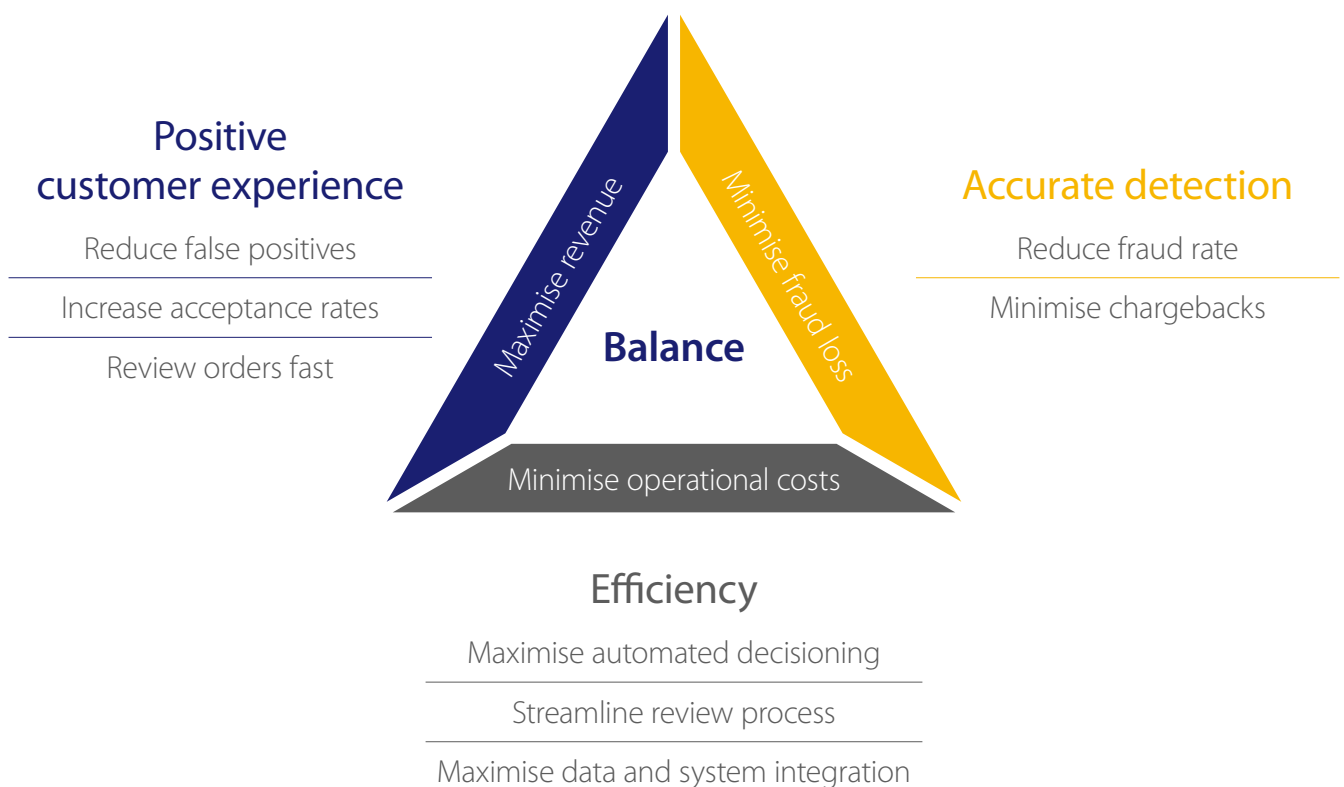 Positive
customer experience
Reduce false positives
Increase acceptance rates
Review orders fast
Maximise revenue
Balance
Minimise fraud loss
Minimise operational costs
Accurate detection
Reduce fraud rate
Minimise chargebacks
Efficiency
Maximise automated decisioning
Streamline review process
Maximise data and system integration